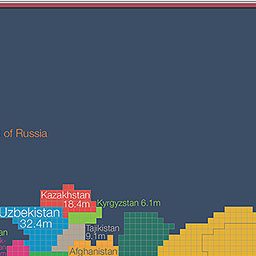 of Russia
Kazakhstan
18.4m
Kyrgyzstan 6.1m
Uzbekistan
32.4m
Tajikistan
9.1m
Afghanistan